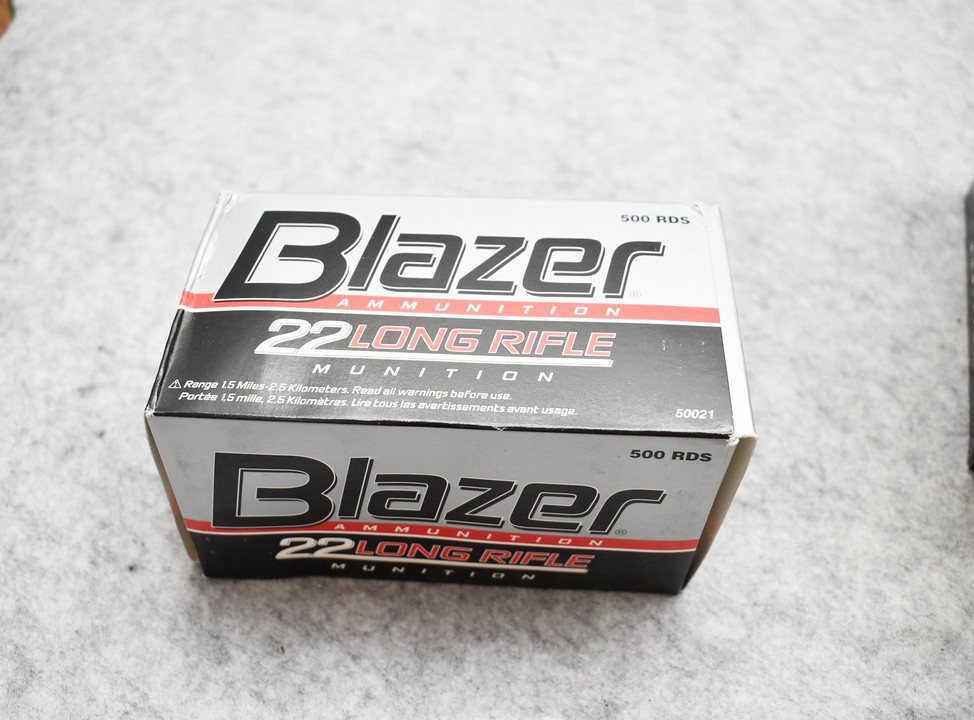 500 RDS
Blazer®
AMMUNITION
22 LONG RIFLE
MUNITION
⚠ Range 1.5 Miles-2.5 Kilometers. Read all warnings before use.
Portée 1,5 mille, 2,5 Kilomètres. Lire tous les avertissements avant usage.
50021
500 RDS
Blazer®
AMMUNITION
22 LONG RIFLE
MUNITION